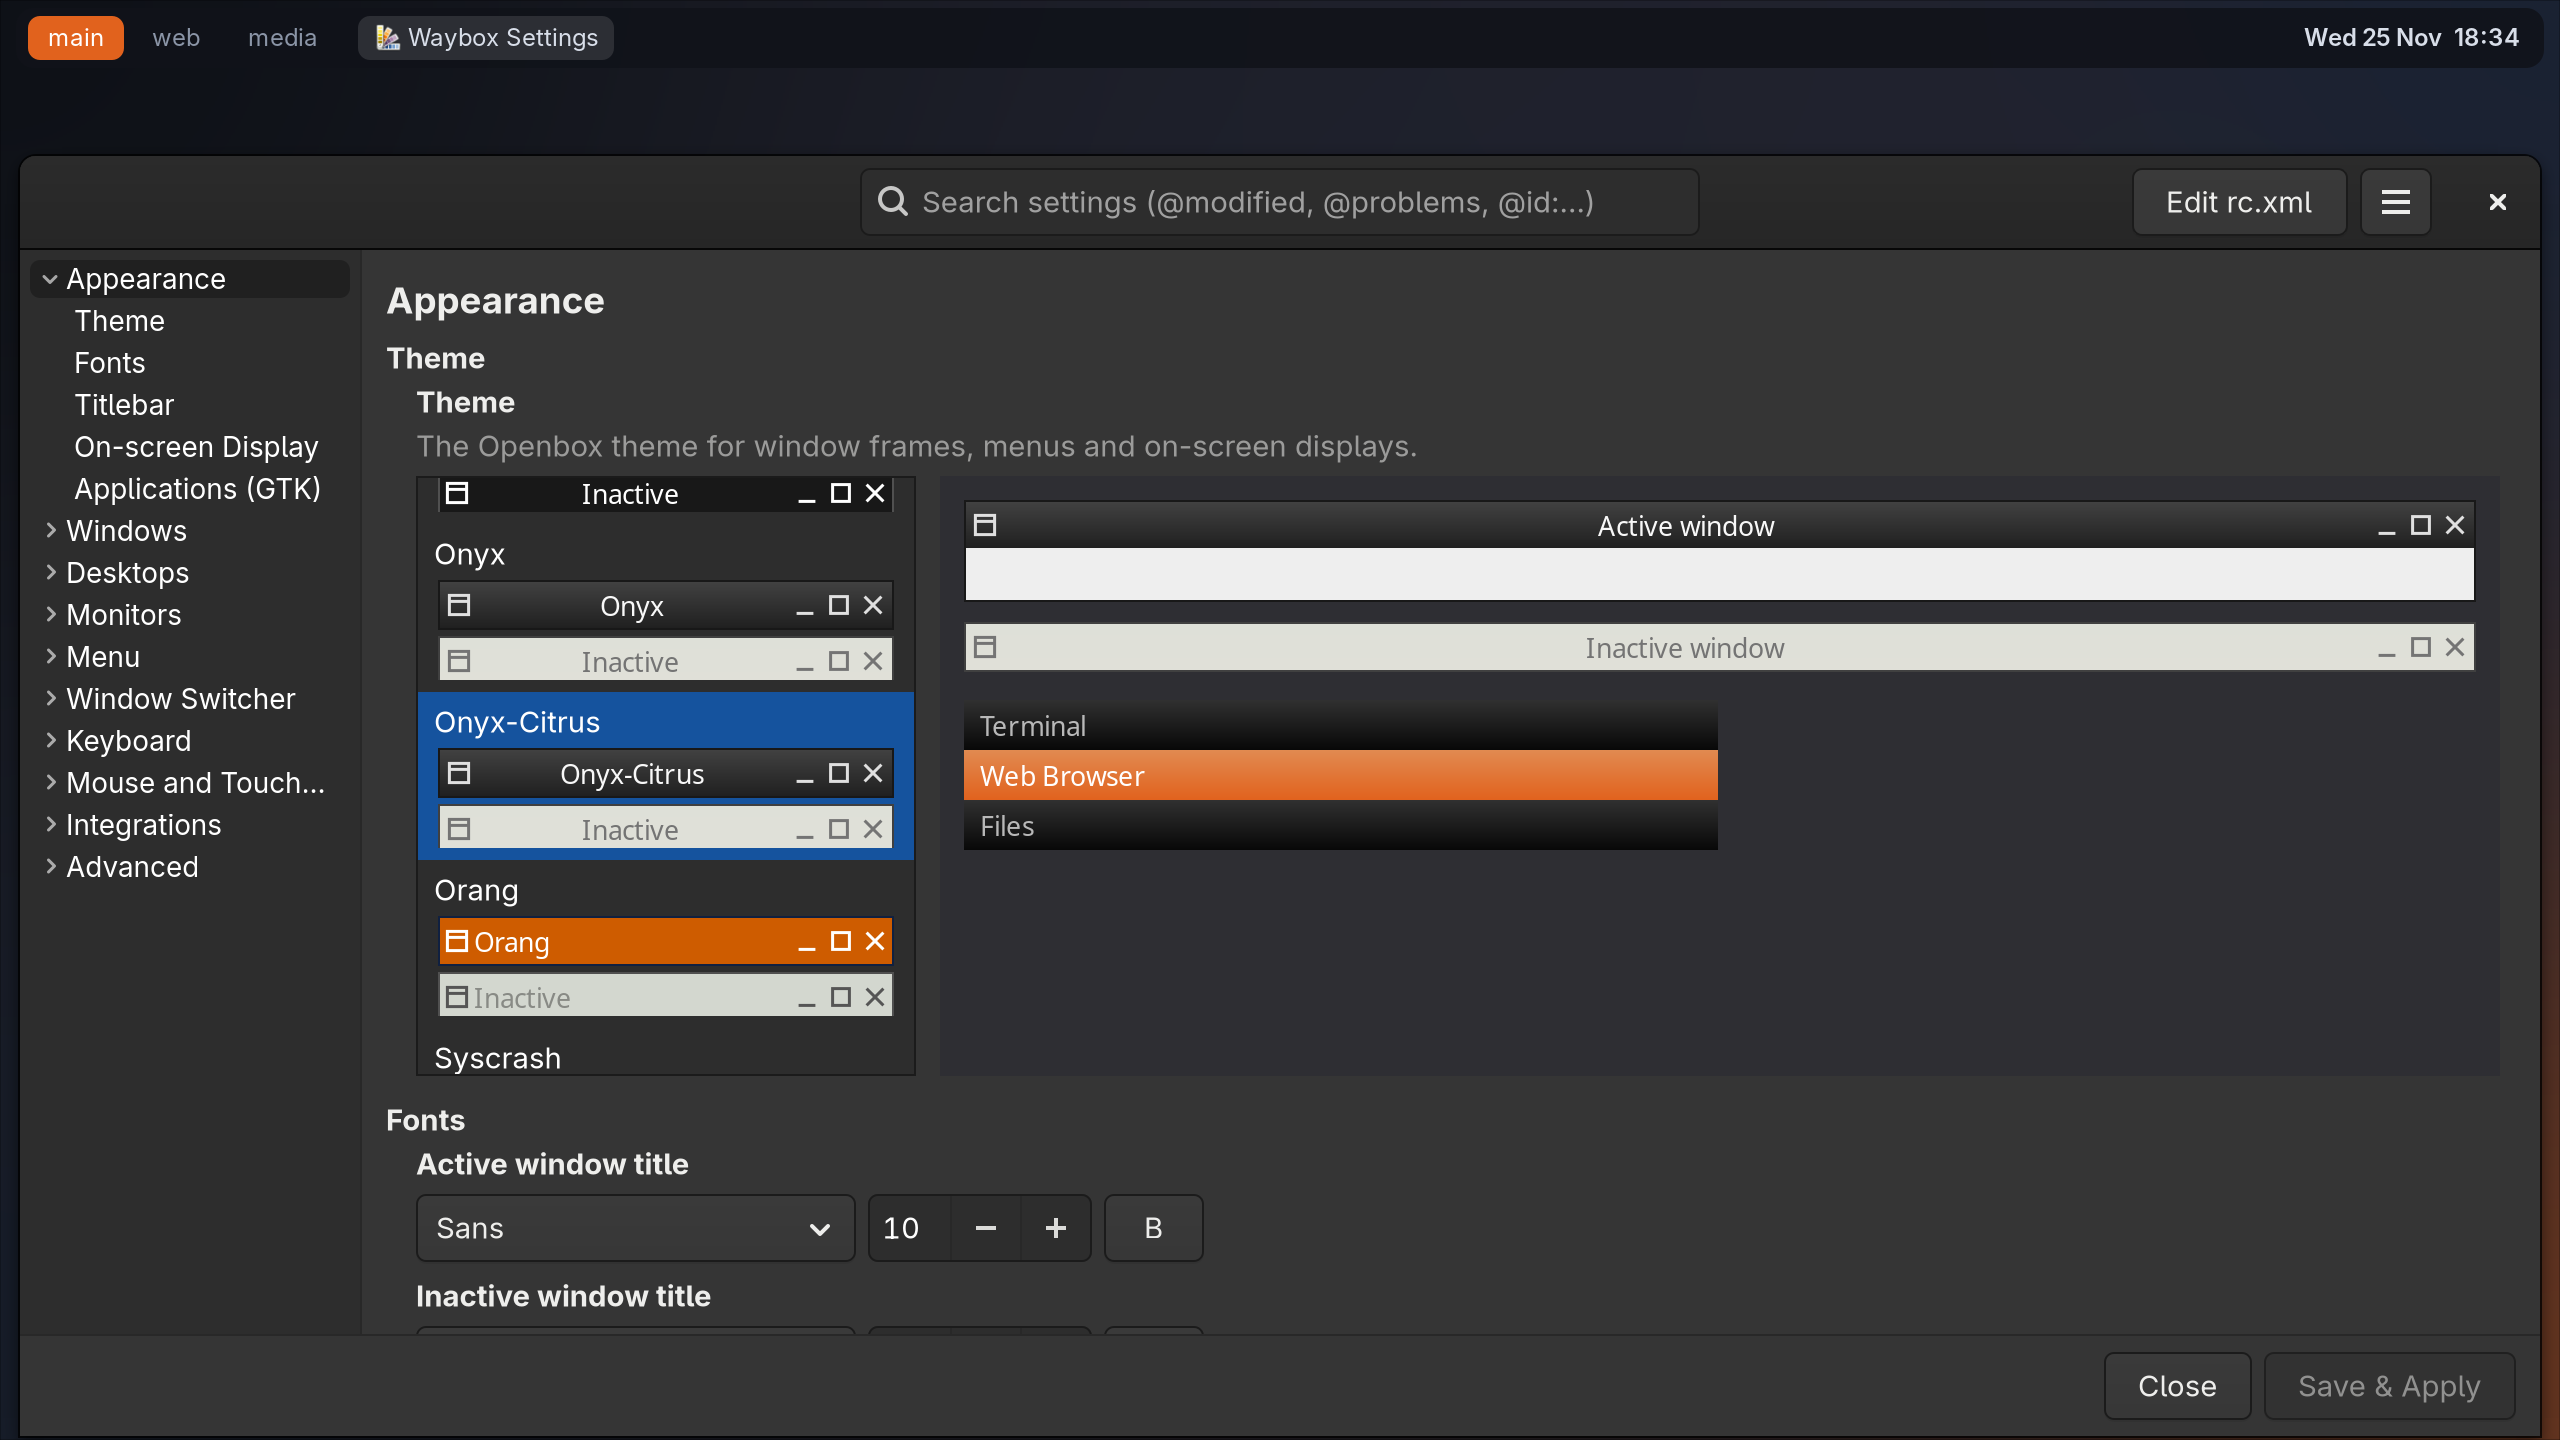 main web media Waybox Settings Wed 25 Nov 18:34
Search settings (@modified, @problems, @id:...) Edit rc.xml
Appearance
Theme
Fonts
Titlebar
On-screen Display
Applications (GTK)
Windows
Desktops
Monitors
Menu
Window Switcher
Keyboard
Mouse and Touch...
Integrations
Advanced
Appearance
Theme
Theme
The Openbox theme for window frames, menus and on-screen displays.
Inactive
Onyx
Onyx
Inactive
Onyx-Citrus
Onyx-Citrus
Inactive
Orang
Orang
Inactive
Syscrash
Active window
Inactive window
Terminal
Web Browser
Files
Fonts
Active window title
Sans 10 B
Inactive window title
Close Save & Apply